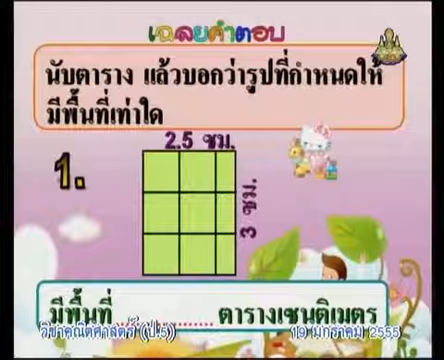 เฉลยคำตอบ
นับตาราง แล้วบอกว่ารูปที่กำหนดให้
มีพื้นที่เท่าใด
2.5 ซม.
1.
3 ซม.
มีพื้นที่ .................. ตารางเซนติเมตร
วิชาคณิตศาสตร์ (ป.5) 19 มกราคม 2555